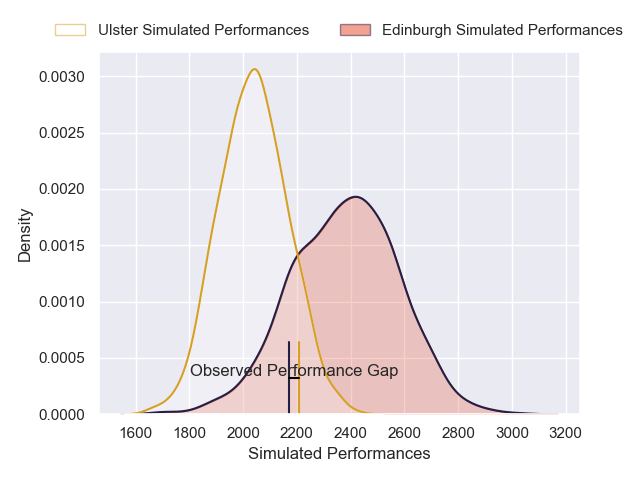 Ulster Simulated Performances Edinburgh Simulated Performances
0.0030
0.0025
0.0020
0.0015
0.0010
0.0005
0.0000
Density
Observed Performance Gap
1600 1800 2000 2200 2400 2600 2800 3000 3200
Simulated Performances